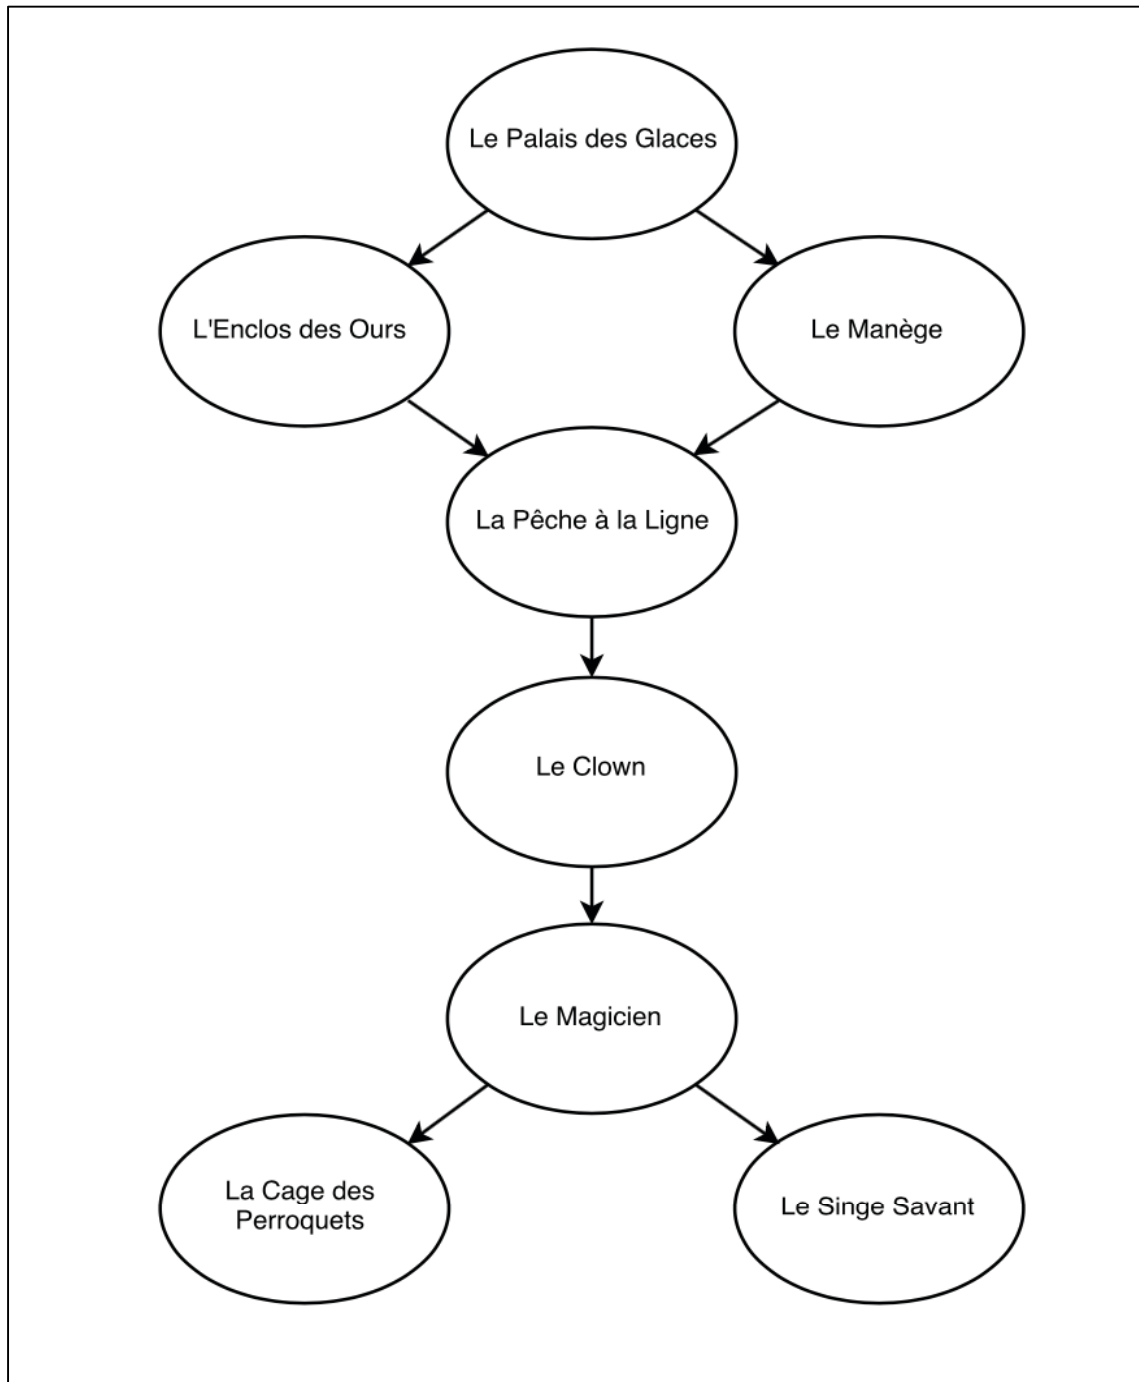 Le Palais des Glaces
L'Enclos des Ours
Le Manège
La Pêche à la Ligne
Le Clown
Le Magicien
La Cage des
Perroquets
Le Singe Savant